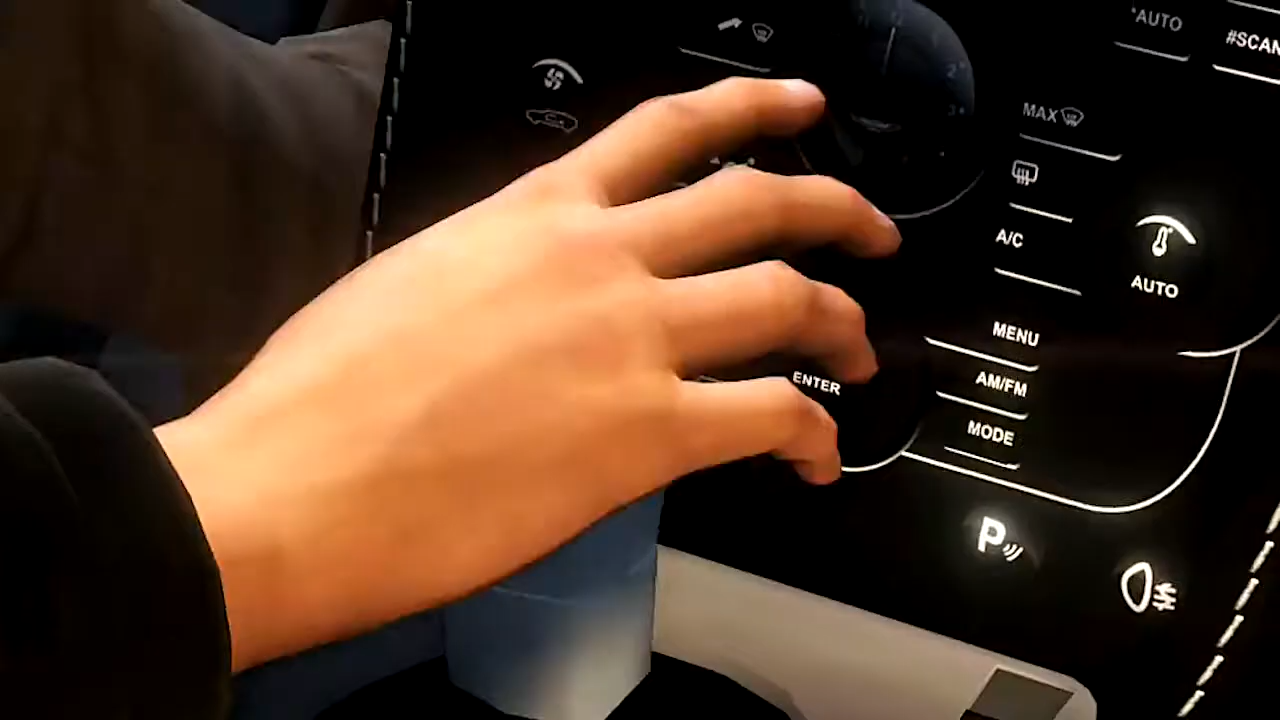 *AUTO
#SCAN
MAX
A/C
AUTO
MENU
ENTER
AM/FM
MODE
P